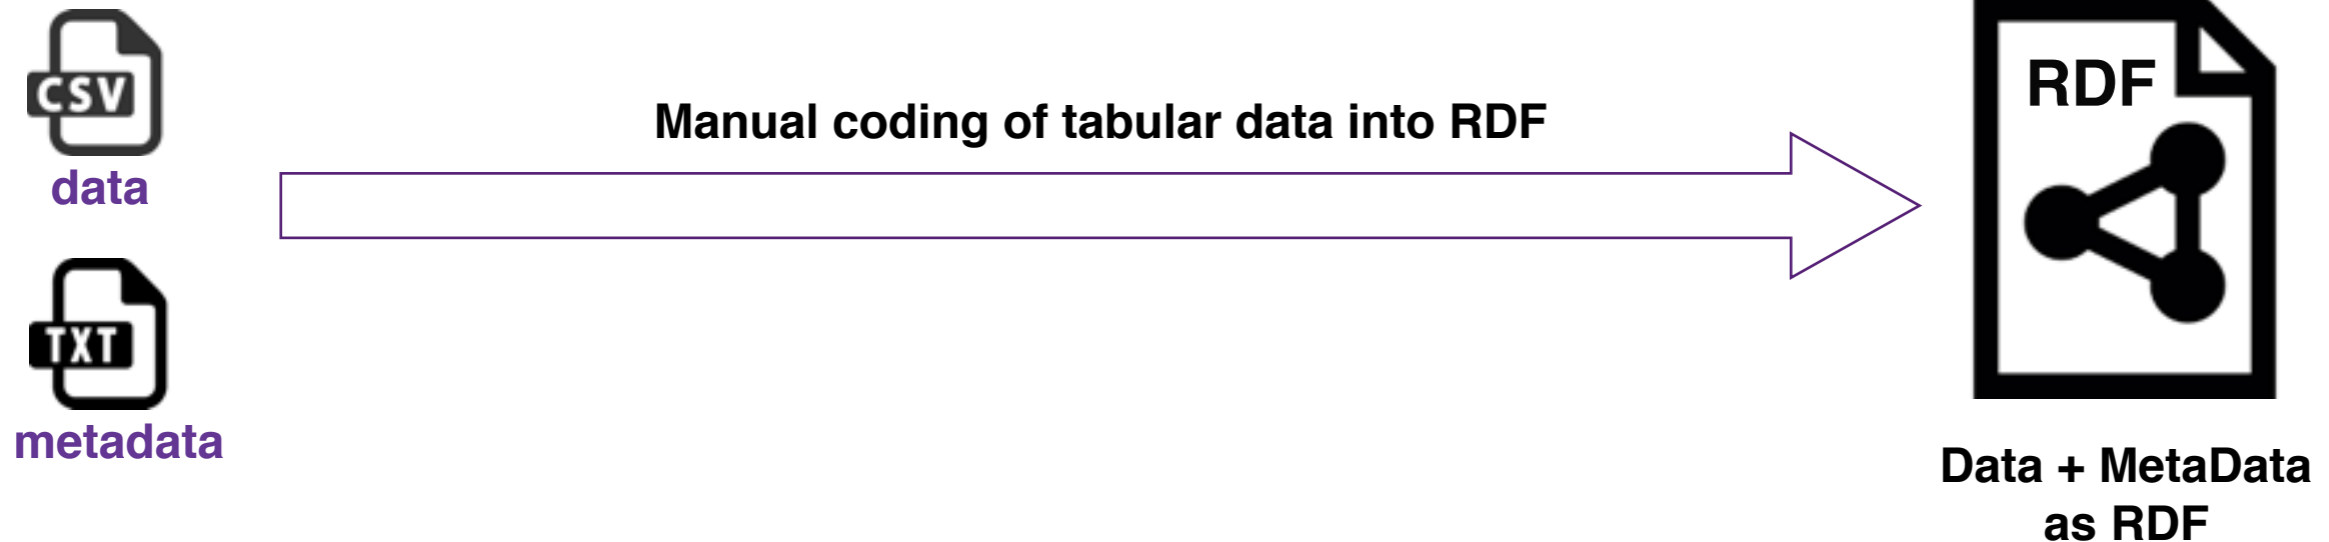 CSV
data
TXT
metadata
Manual coding of tabular data into RDF
RDF
Data + MetaData
as RDF